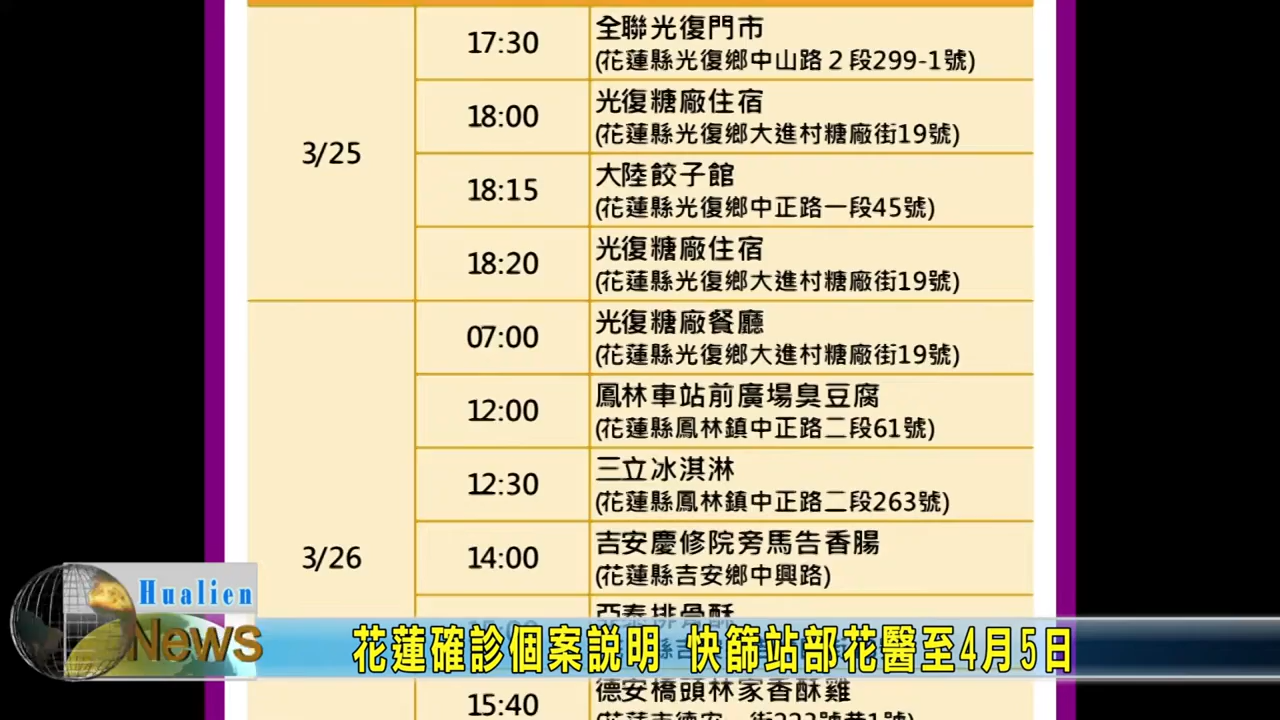 17:30
全聯光復門市
(花蓮縣光復鄉中山路2段299-1號)
3/25
18:00
光復糖廠住宿
(花蓮縣光復鄉大進村糖廠街19號)
18:15
大陸餃子館
(花蓮縣光復鄉中正路一段45號)
18:20
光復糖廠住宿
(花蓮縣光復鄉大進村糖廠街19號)
3/26
07:00
光復糖廠餐廳
(花蓮縣光復鄉大進村糖廠街19號)
12:00
鳳林車站前廣場臭豆腐
(花蓮縣鳳林鎮中正路二段61號)
12:30
三立冰淇淋
(花蓮縣鳳林鎮中正路二段263號)
14:00
吉安慶修院旁馬告香腸
(花蓮縣吉安鄉中興路)
亞泰排骨酥
縣吉
15:40
德安橋頭林家香酥雞
Hualien
News
花蓮確診個案説明 快篩站部花醫至4月5日